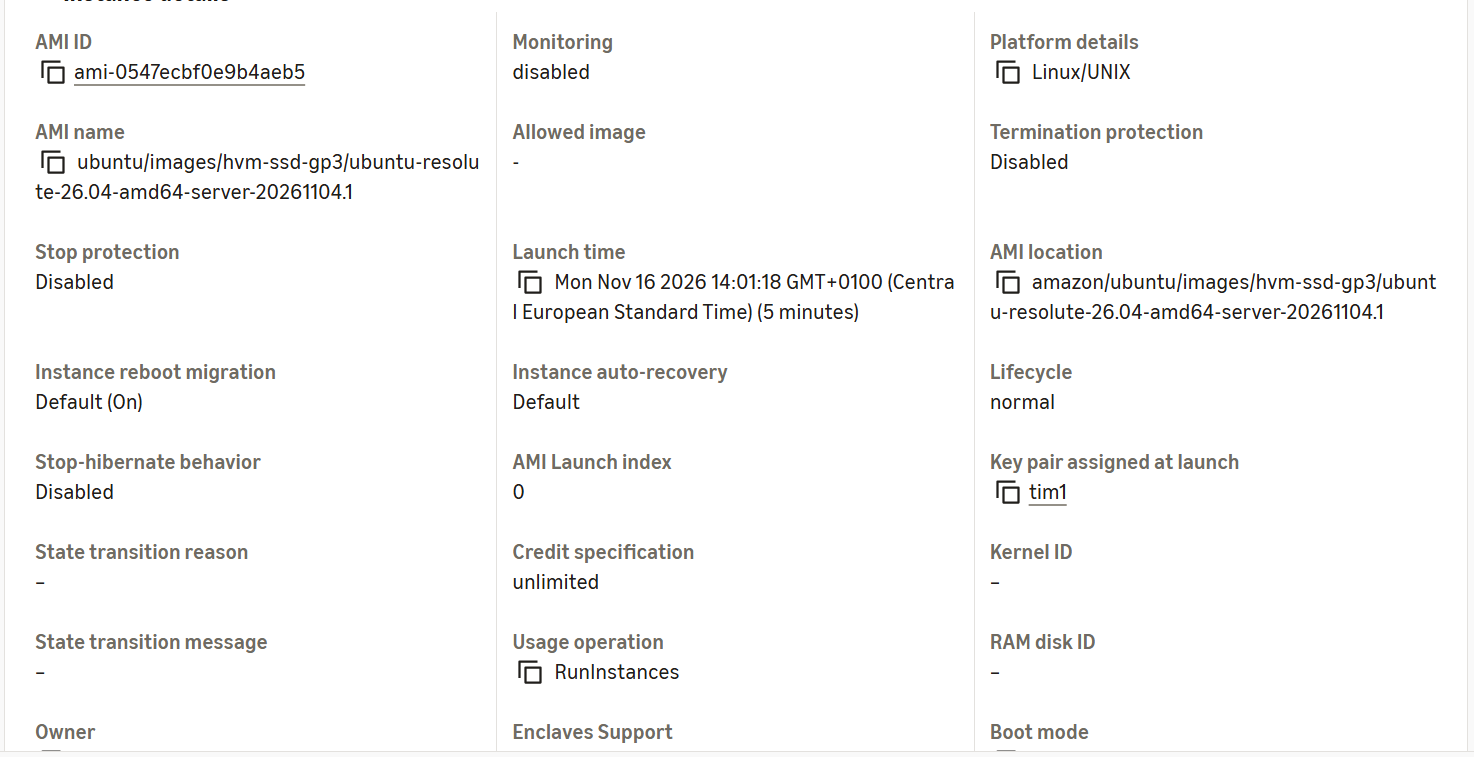 AMI ID
ami-0547ecbf0e9b4aeb5
Monitoring
disabled
Platform details
Linux/UNIX
AMI name
ubuntu/images/hvm-ssd-gp3/ubuntu-resolu
te-26.04-amd64-server-20261104.1
Allowed image
-
Termination protection
Disabled
Stop protection
Disabled
Launch time
Mon Nov 16 2026 14:01:18 GMT+0100 (Centra
l European Standard Time) (5 minutes)
AMI location
amazon/ubuntu/images/hvm-ssd-gp3/ubunt
u-resolute-26.04-amd64-server-20261104.1
Instance reboot migration
Default (On)
Instance auto-recovery
Default
Lifecycle
normal
Stop-hibernate behavior
Disabled
AMI Launch index
0
Key pair assigned at launch
tim1
State transition reason
–
Credit specification
unlimited
Kernel ID
–
State transition message
–
Usage operation
RunInstances
RAM disk ID
–
Owner
Enclaves Support
Boot mode